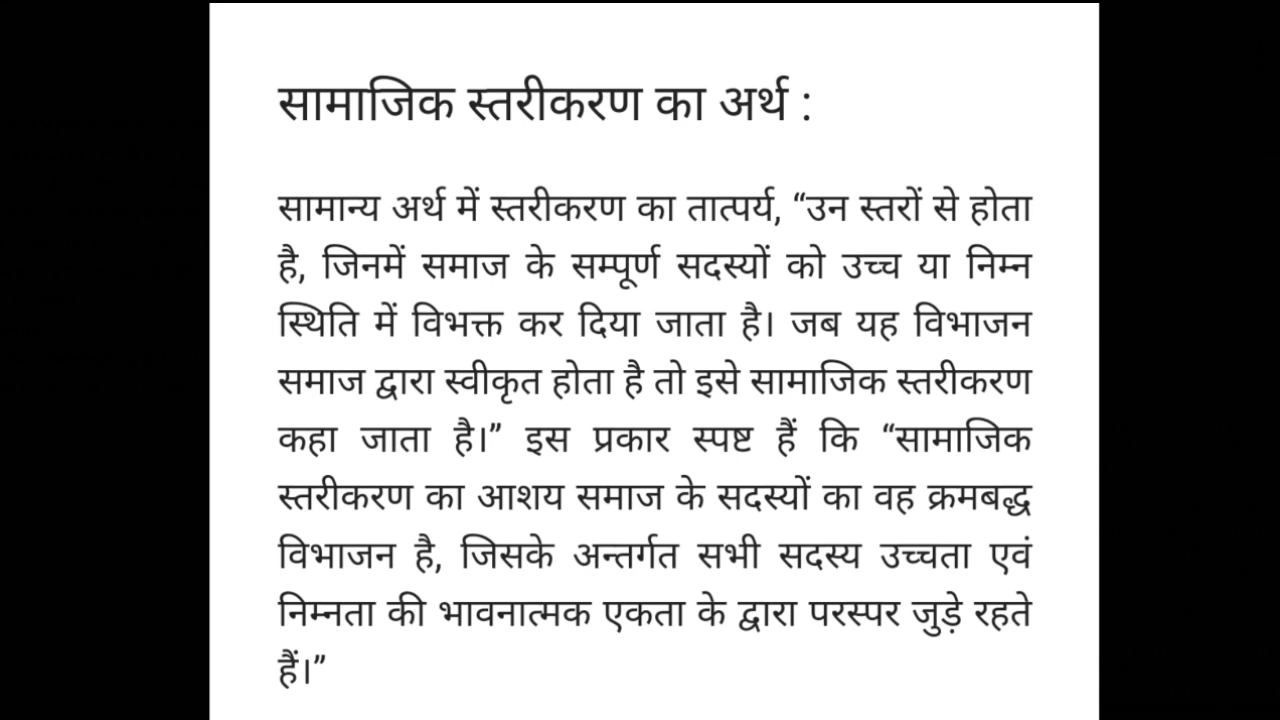 सामाजिक स्तरीकरण का अर्थ :
सामान्य अर्थ में स्तरीकरण का तात्पर्य, “उन स्तरों से होता
है, जिनमें समाज के सम्पूर्ण सदस्यों को उच्च या निम्न
स्थिति में विभक्त कर दिया जाता है। जब यह विभाजन
समाज द्वारा स्वीकृत होता है तो इसे सामाजिक स्तरीकरण
कहा जाता है।” इस प्रकार स्पष्ट हैं कि “सामाजिक
स्तरीकरण का आशय समाज के सदस्यों का वह क्रमबद्ध
विभाजन है, जिसके अन्तर्गत सभी सदस्य उच्चता एवं
निम्नता की भावनात्मक एकता के द्वारा परस्पर जुड़े रहते
हैं।”